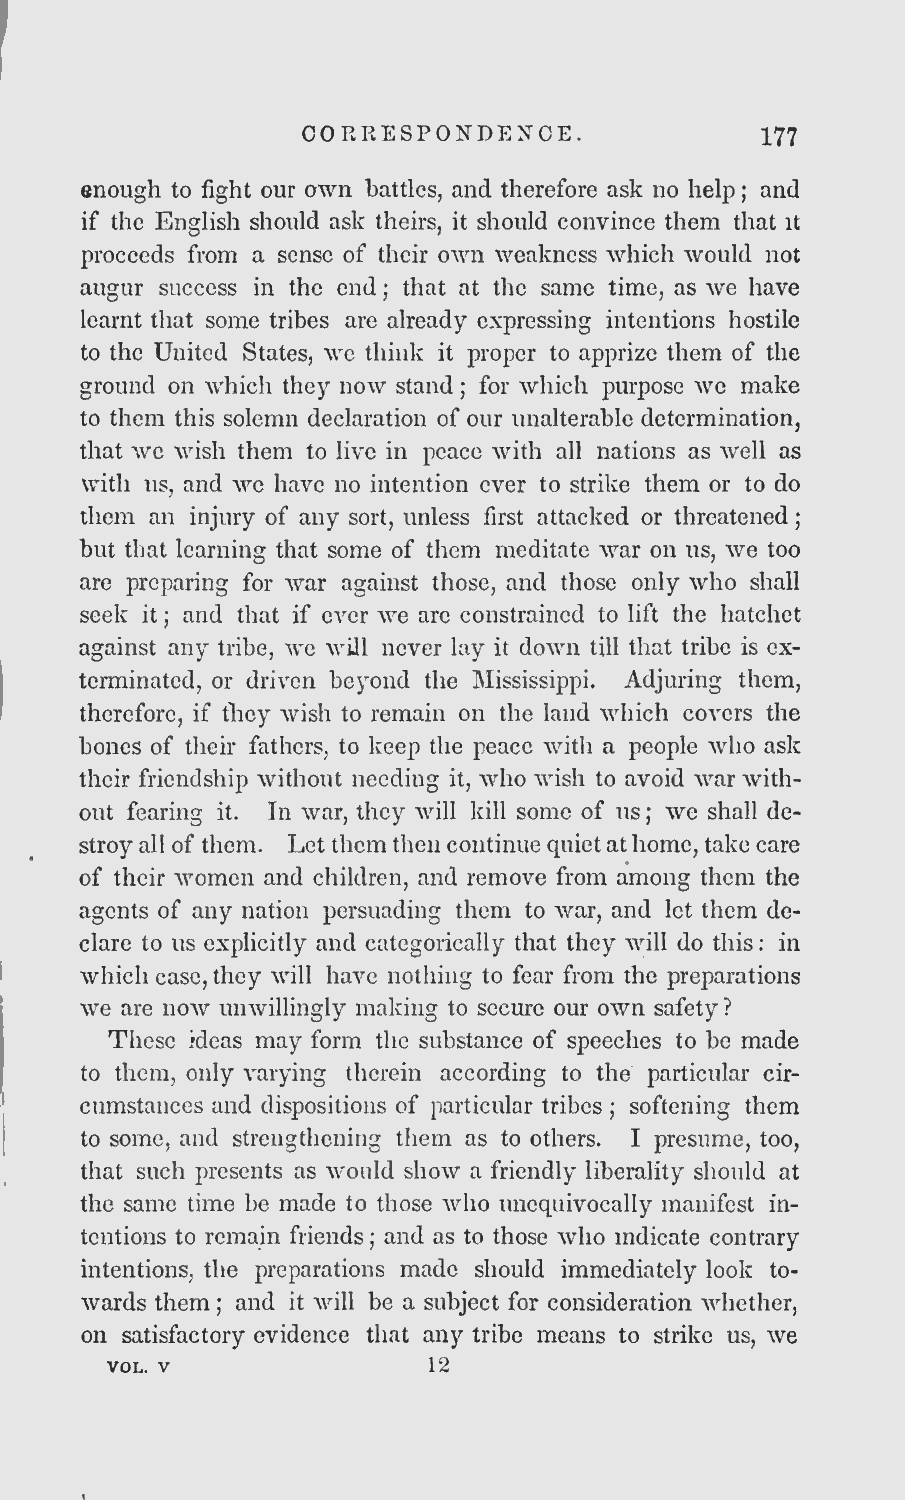 CORRESPONDENCE. 177
enough to fight our own battles, and therefore ask no help; and
if the English should ask theirs, it should convince them that it
proceeds from a sense of their own weakness which would not
augur success in the end; that at the same time, as we have
learnt that some tribes are already expressing intentions hostile
to the United States, we think it proper to apprize them of the
ground on which they now stand; for which purpose we make
to them this solemn declaration of our unalterable determination,
that we wish them to live in peace with all nations as well as
with us, and we have no intention ever to strike them or to do
them an injury of any sort, unless first attacked or threatened;
but that learning that some of them meditate war on us, we too
are preparing for war against those, and those only who shall
seek it; and that if ever we are constrained to lift the hatchet
against any tribe, we will never lay it down till that tribe is ex-
terminated, or driven beyond the Mississippi. Adjuring them,
therefore, if they wish to remain on the land which covers the
bones of their fathers, to keep the peace with a people who ask
their friendship without needing it, who wish to avoid war with-
out fearing it. In war, they will kill some of us; we shall de-
stroy all of them. Let them then continue quiet at home, take care
of their women and children, and remove from among them the
agents of any nation persuading them to war, and let them de-
clare to us explicitly and categorically that they will do this: in
which case, they will have nothing to fear from the preparations
we are now unwillingly making to secure our own safety?
These ideas may form the substance of speeches to be made
to them, only varying therein according to the particular cir-
cumstances and dispositions of particular tribes; softening them
to some, and strengthening them as to others. I presume, too,
that such presents as would show a friendly liberality should at
the same time be made to those who unequivocally manifest in-
tentions to remain friends; and as to those who indicate contrary
intentions, the preparations made should immediately look to-
wards them; and it will be a subject for consideration whether,
on satisfactory evidence that any tribe means to strike us, we
VOL. V 12